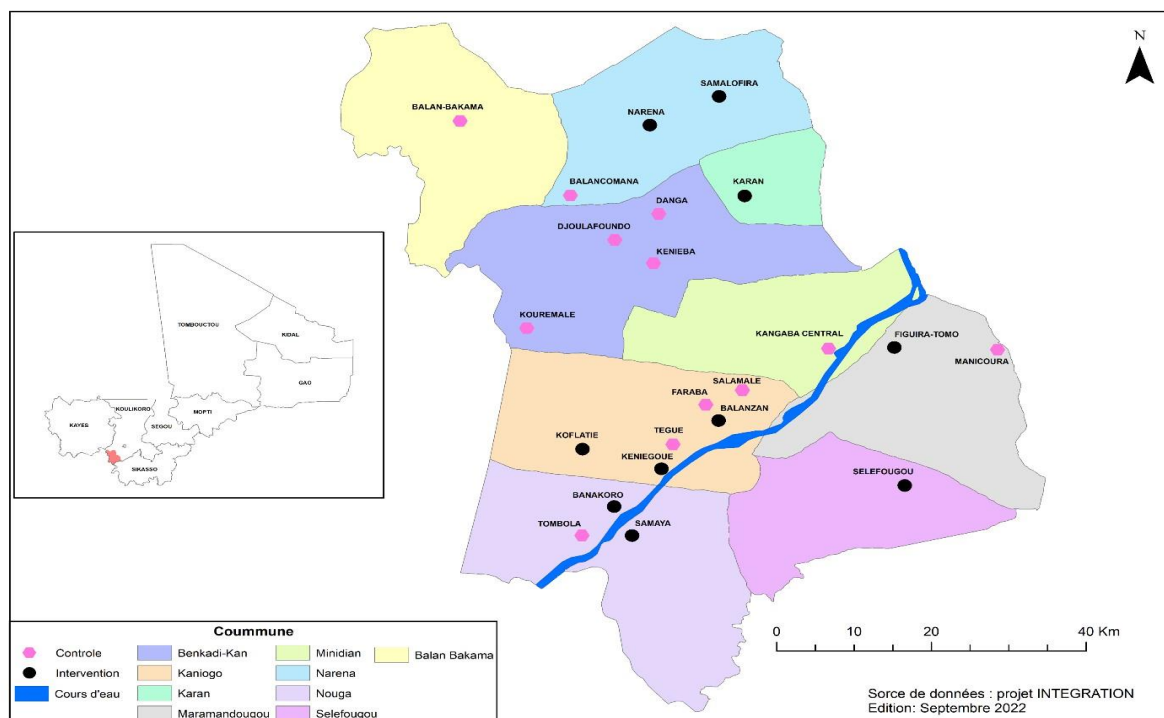 N
SAMALOFIRA
NARENA
BALAN-BAKAMA
KARAN
BALANCOMANA
DANGA
DJOULAFOUNDO
KENIEBA
KOUREMALE
KANGABA CENTRAL
FIGUIRA-TOMO
MANICOURA
SALAMALE
FARABA
BALANZAN
TEGUE
KOFLATIE
KENIEGOUE
SELEFOUGOU
BANAKORO
TOMBOLA
SAMAYA
TOMBOUCTOU
KIDAL
GAO
KOULIKORO
MOPTI
SEGOU
KAYES
SIKASSO
Coummune
Controle
Intervention
Cours d'eau
Benkadi-Kan
Kaniogo
Karan
Maramandougou
Minidian
Narena
Nouga
Selefougou
Balan Bakama
0 10 20 40 Km
Sorce de données : projet INTEGRATION
Edition: Septembre 2022